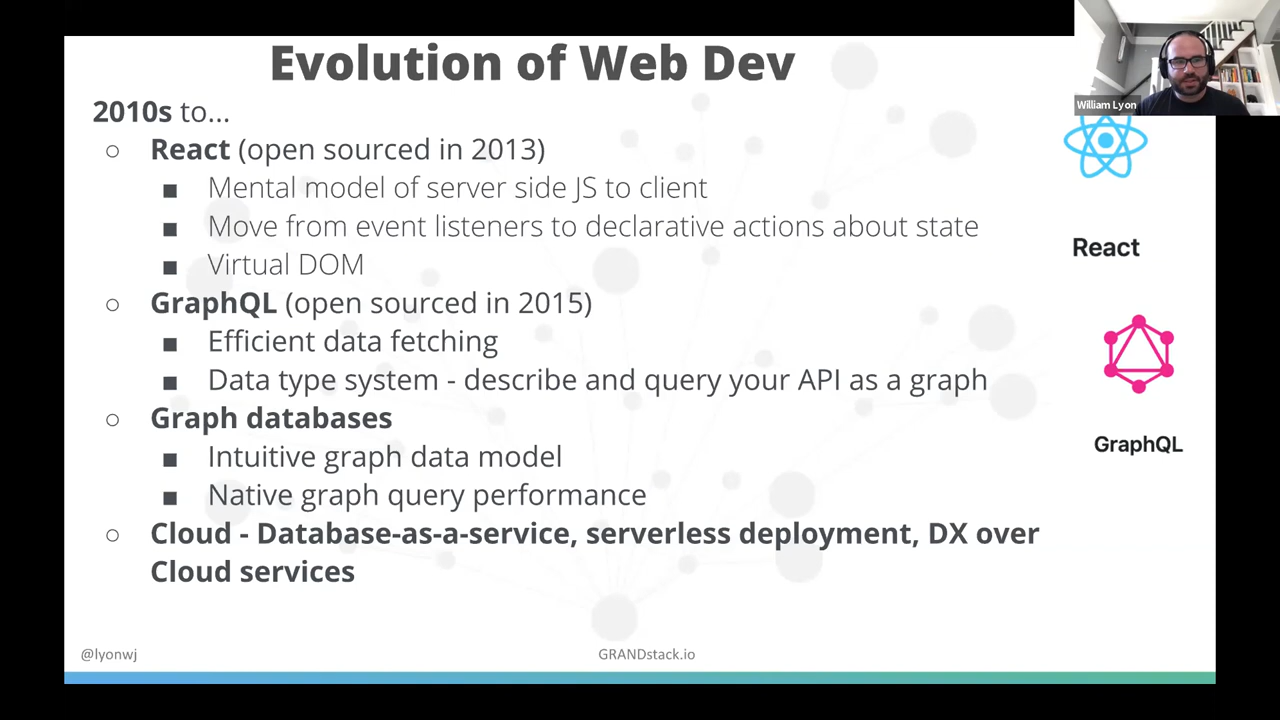 Evolution of Web Dev
William Lyon
2010s to...
React (open sourced in 2013)
Mental model of server side JS to client
Move from event listeners to declarative actions about state
Virtual DOM
React
GraphQL (open sourced in 2015)
Efficient data fetching
Data type system - describe and query your API as a graph
Graph databases
GraphQL
Intuitive graph data model
Native graph query performance
Cloud - Database-as-a-service, serverless deployment, DX over
Cloud services
@lyonwj
GRANDstack.io